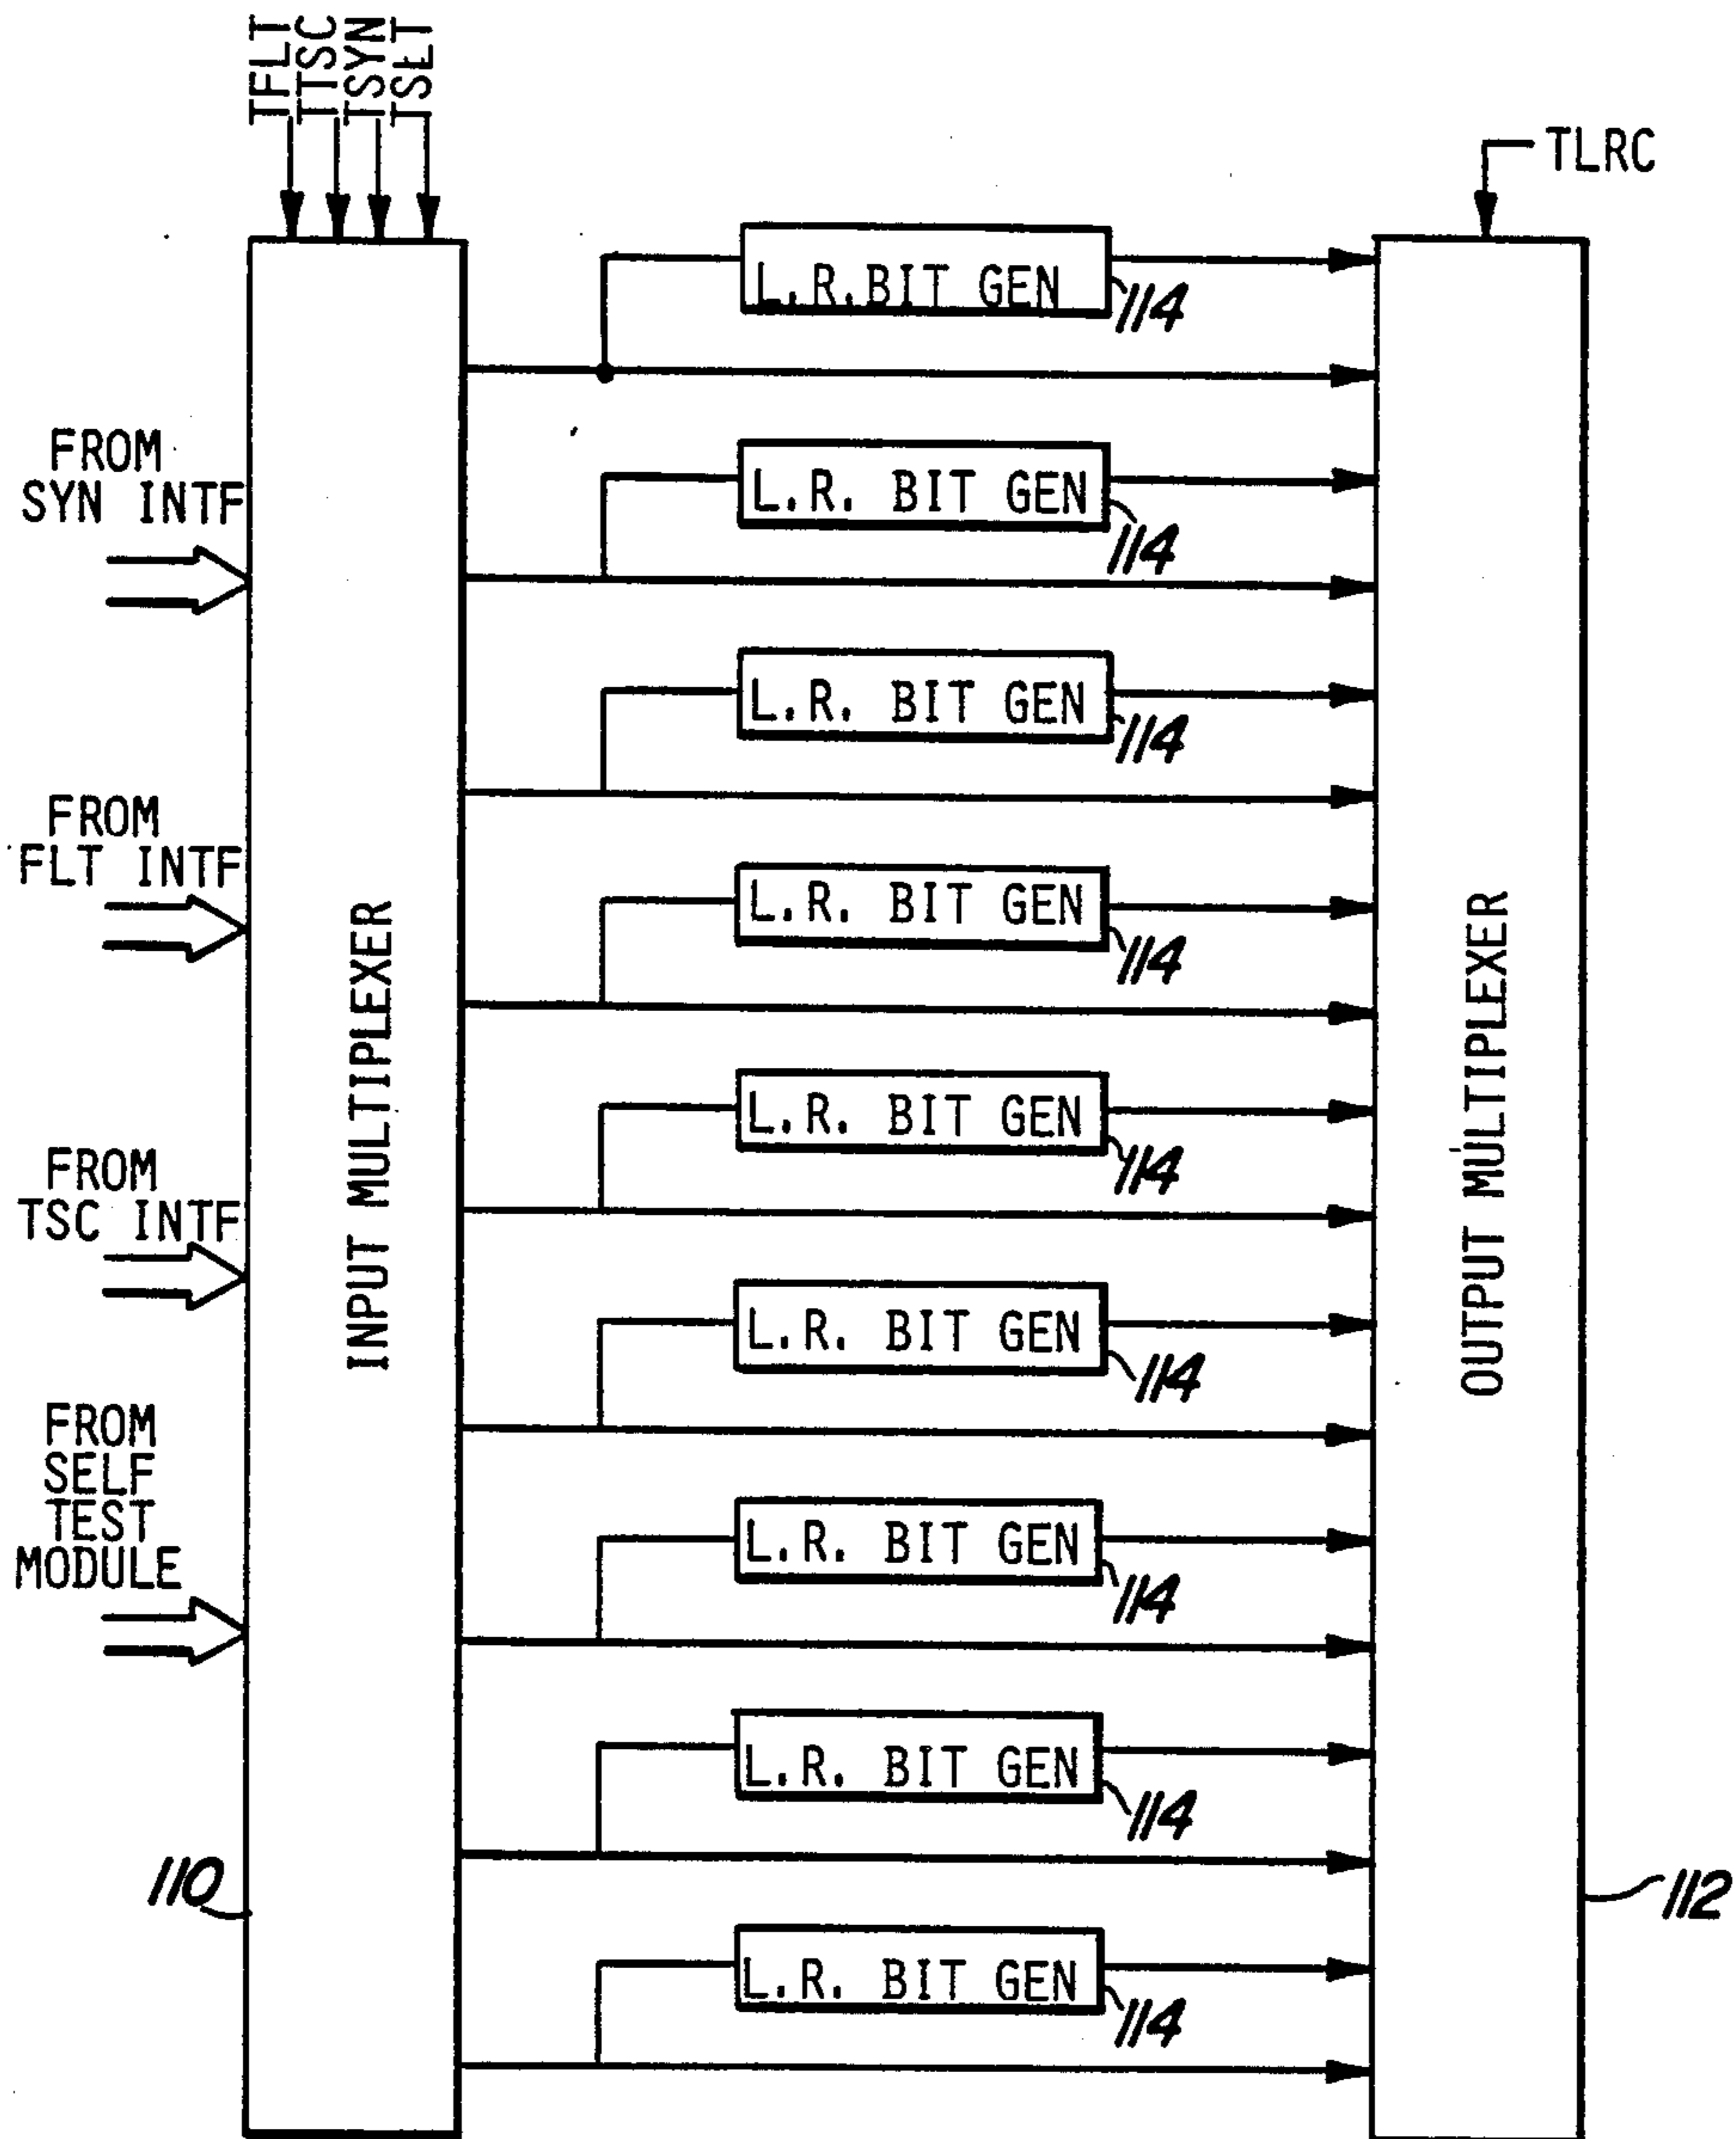 TFLT
TTSC
TSYN
TSLT
TLRC
L.R.BIT GEN
114
L.R. BIT GEN
114
L.R. BIT GEN
114
L.R. BIT GEN
114
L.R. BIT GEN
114
L.R. BIT GEN
114
L.R. BIT GEN
114
L.R. BIT GEN
114
L.R. BIT GEN
114
FROM
SYN INTF
FROM
FLT INTF
FROM
TSC INTF
FROM
SELF
TEST
MODULE
INPUT MULTIPLEXER
OUTPUT MULTIPLEXER
110
112